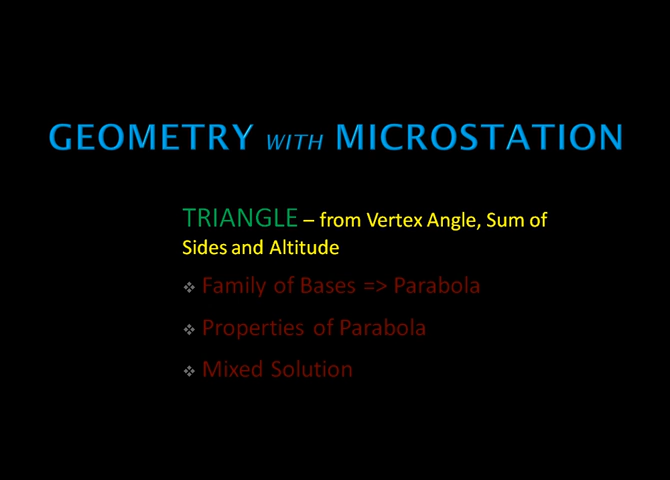 GEOMETRY WITH MICROSTATION
TRIANGLE – from Vertex Angle, Sum of
Sides and Altitude
❖ Family of Bases => Parabola
❖ Properties of Parabola
❖ Mixed Solution